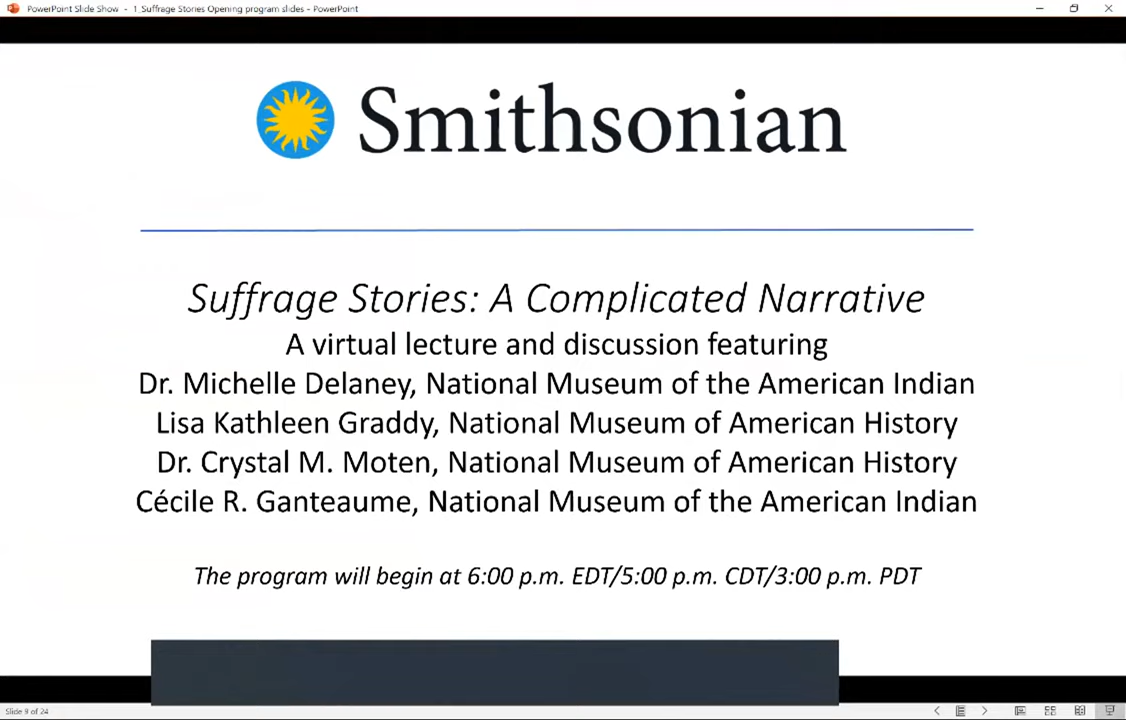 PowerPoint Slide Show - 1_Suffrage Stories Opening program slides - PowerPoint
Smithsonian
Suffrage Stories: A Complicated Narrative
A virtual lecture and discussion featuring
Dr. Michelle Delaney, National Museum of the American Indian
Lisa Kathleen Graddy, National Museum of American History
Dr. Crystal M. Moten, National Museum of American History
Cécile R. Ganteaume, National Museum of the American Indian
The program will begin at 6:00 p.m. EDT/5:00 p.m. CDT/3:00 p.m. PDT
Slide 9 of 24